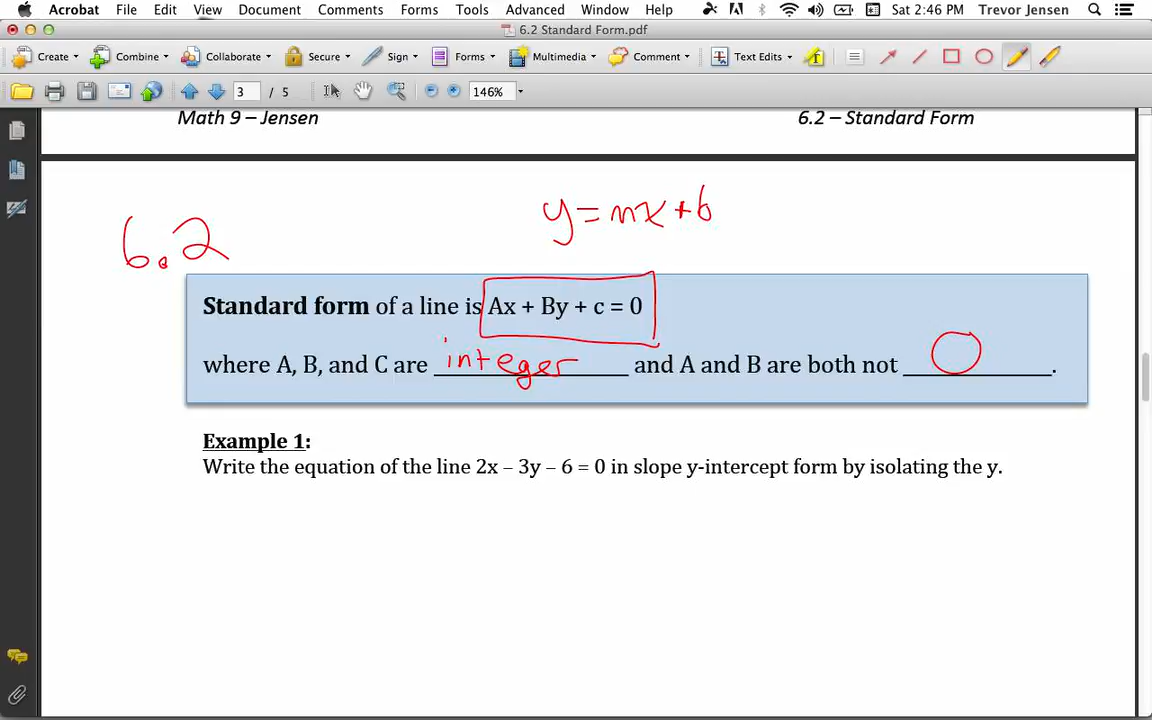 Acrobat File Edit View Document Comments Forms Tools Advanced Window Help Sat 2:46 PM Trevor Jensen
6.2 Standard Form.pdf
Create Combine Collaborate Secure Sign Forms Multimedia Comment Text Edits
3 / 5 146%
Math 9 – Jensen 6.2 – Standard Form
y = mx + b
6.2
Standard form of a line is Ax + By + c = 0
where A, B, and C are integer and A and B are both not 0.
Example 1:
Write the equation of the line 2x – 3y – 6 = 0 in slope y-intercept form by isolating the y.